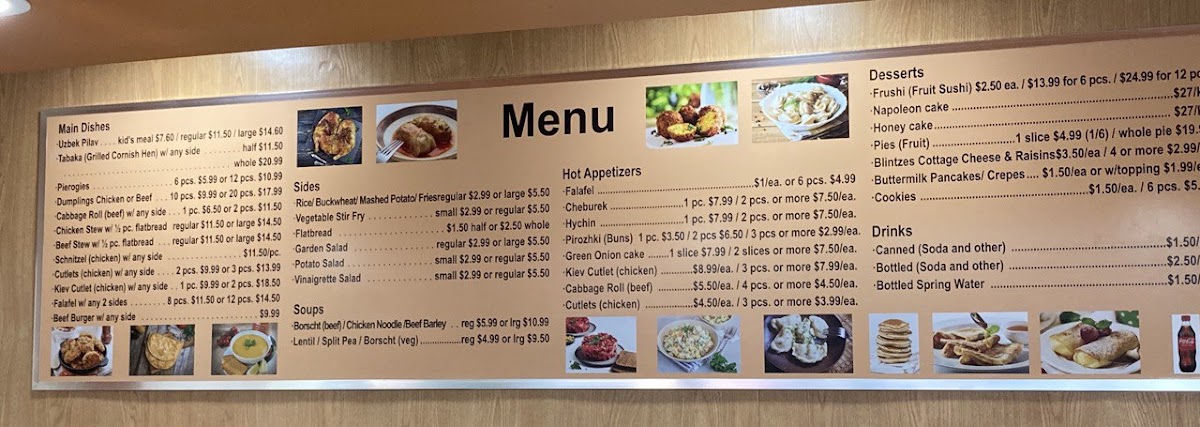 Menu
Main Dishes
·Uzbek Pilav .... kid's meal $7.60 / regular $11.50 / large $14.60
·Tabaka (Grilled Cornish Hen) w/ any side ........... half $11.50
........................................ whole $20.99
·Pierogies ........................ 6 pcs. $5.99 or 12 pcs. $10.99
·Dumplings Chicken or Beef ... 10 pcs. $9.99 or 20 pcs. $17.99
·Cabbage Roll (beef) w/ any side .. 1 pc. $6.50 or 2 pcs. $11.50
·Chicken Stew w/ ½ pc. flatbread regular $11.50 or large $14.50
·Beef Stew w/ ½ pc. flatbread ... regular $11.50 or large $14.50
·Schnitzel (chicken) w/ any side ................. $11.50/pc.
·Cutlets (chicken) w/ any side .... 2 pcs. $9.99 or 3 pcs. $13.99
·Kiev Cutlet (chicken) w/ any side .. 1 pc. $9.99 or 2 pcs. $18.50
·Falafel w/ any 2 sides ........ 8 pcs. $11.50 or 12 pcs. $14.50
·Beef Burger w/ any side ........................ $9.99
Sides
·Rice/ Buckwheat/ Mashed Potato/ Friesregular $2.99 or large $5.50
·Vegetable Stir Fry ............ small $2.99 or regular $5.50
·Flatbread .................... $1.50 half or $2.50 whole
·Garden Salad ................ regular $2.99 or large $5.50
·Potato Salad ................ small $2.99 or regular $5.50
·Vinaigrette Salad ............ small $2.99 or regular $5.50
Soups
·Borscht (beef) / Chicken Noodle /Beef Barley .. reg $5.99 or lrg $10.99
·Lentil / Split Pea / Borscht (veg) ................reg $4.99 or lrg $9.50
Hot Appetizers
·Falafel ........................................$1/ea. or 6 pcs. $4.99
·Cheburek ..........................1 pc. $7.99 / 2 pcs. or more $7.50/ea.
·Hychin ..............................1 pc. $7.99 / 2 pcs. or more $7.50/ea.
·Pirozhki (Buns) 1 pc. $3.50 / 2 pcs $6.50 / 3 pcs or more $2.99/ea.
·Green Onion cake .......1 slice $7.99 / 2 slices or more $7.50/ea.
·Kiev Cutlet (chicken) .........$8.99/ea. / 3 pcs. or more $7.99/ea.
·Cabbage Roll (beef) ..........$5.50/ea. / 4 pcs. or more $4.50/ea.
·Cutlets (chicken) ..............$4.50/ea. / 3 pcs. or more $3.99/ea.
Desserts
·Frushi (Fruit Sushi) $2.50 ea. / $13.99 for 6 pcs. / $24.99 for 12 pc
·Napoleon cake ........................................$27/
·Honey cake............................................$27/
·Pies (Fruit) ....................1 slice $4.99 (1/6) / whole pie $19.
·Blintzes Cottage Cheese & Raisins$3.50/ea / 4 or more $2.99/
·Buttermilk Pancakes/ Crepes.... $1.50/ea or w/topping $1.99/
·Cookies ................................$1.50/ea. / 6 pcs. $5.
Drinks
·Canned (Soda and other) ................................$1.50/
·Bottled (Soda and other) ................................$2.50/
·Bottled Spring Water ....................................$1.50/